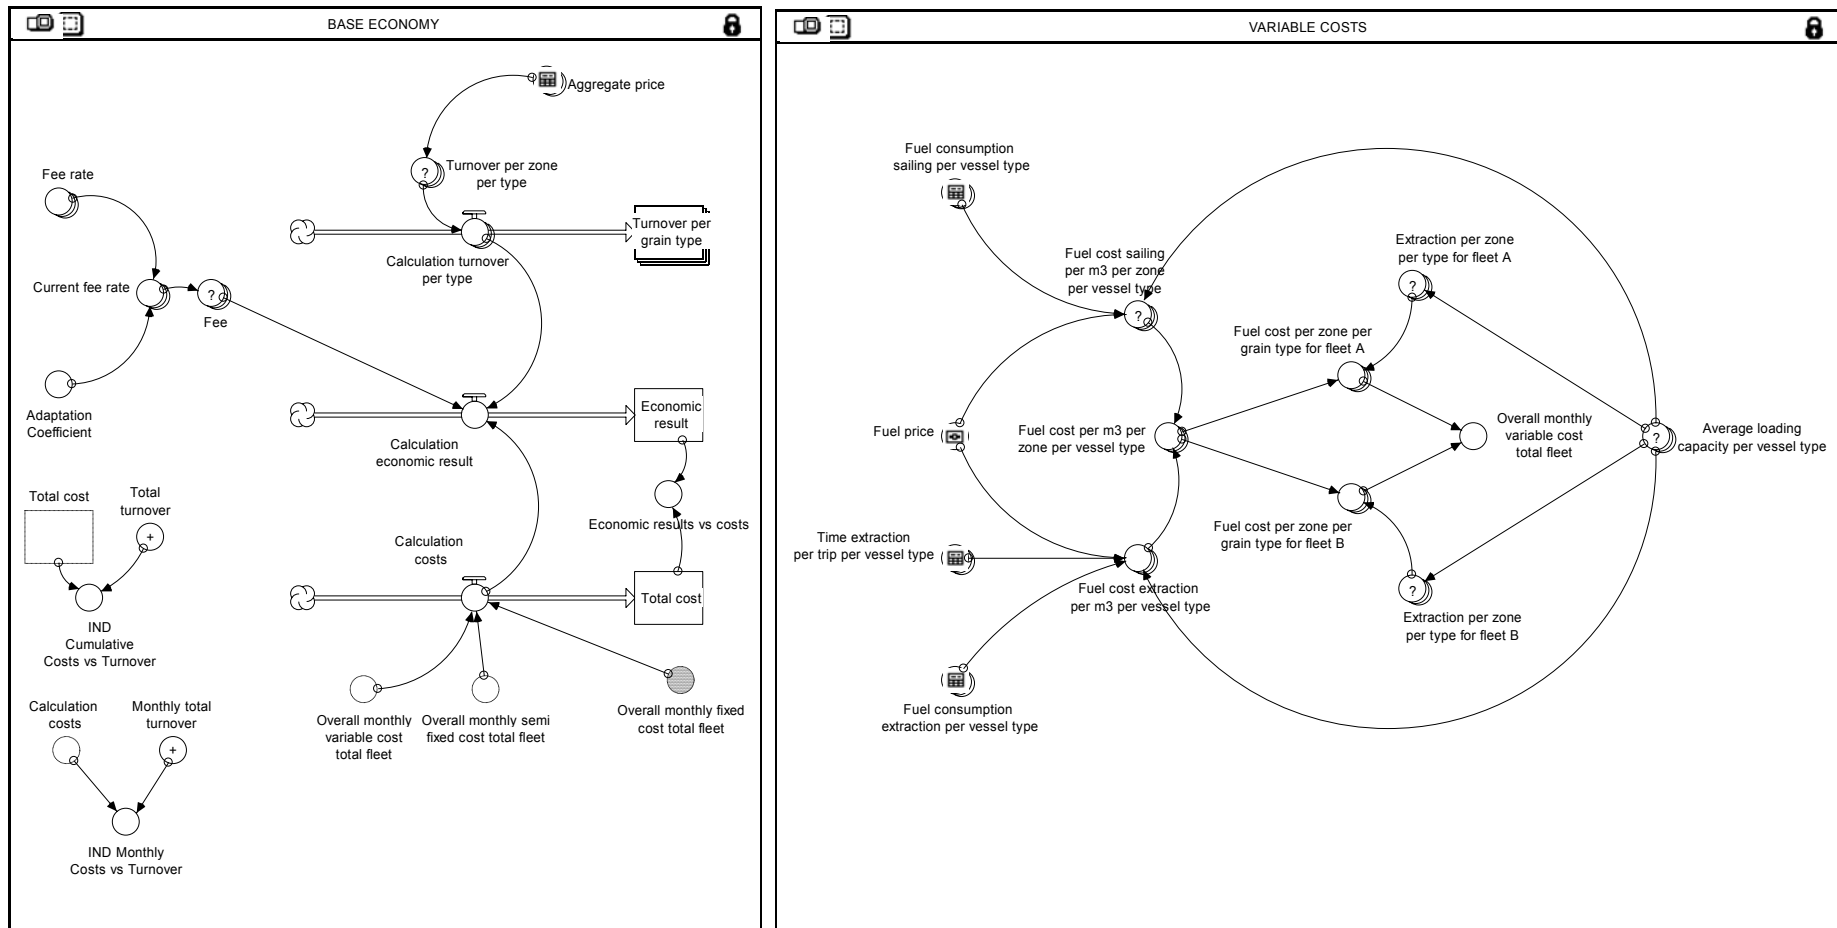 BASE ECONOMY
Aggregate price
Turnover per zone
per type
?
Fee rate
Turnover per
grain type
Calculation turnover
per type
Current fee rate
?
Fee
Adaptation
Coefficient
Economic
result
Calculation
economic result
Total cost
Total
turnover
+
Economic results vs costs
Calculation
costs
Total cost
IND
Cumulative
Costs vs Turnover
Calculation
costs
Monthly total
turnover
+
Overall monthly
variable cost
total fleet
Overall monthly semi
fixed cost total fleet
Overall monthly fixed
cost total fleet
IND Monthly
Costs vs Turnover
VARIABLE COSTS
Fuel consumption
sailing per vessel type
Fuel cost sailing
per m3 per zone
per vessel type
?
Extraction per zone
per type for fleet A
?
Fuel cost per zone per
grain type for fleet A
Fuel price
Fuel cost per m3 per
zone per vessel type
Overall monthly
variable cost
total fleet
?
Average loading
capacity per vessel type
Fuel cost per zone per
grain type for fleet B
Time extraction
per trip per vessel type
Fuel cost extraction
per m3 per vessel type
?
Extraction per zone
per type for fleet B
Fuel consumption
extraction per vessel type